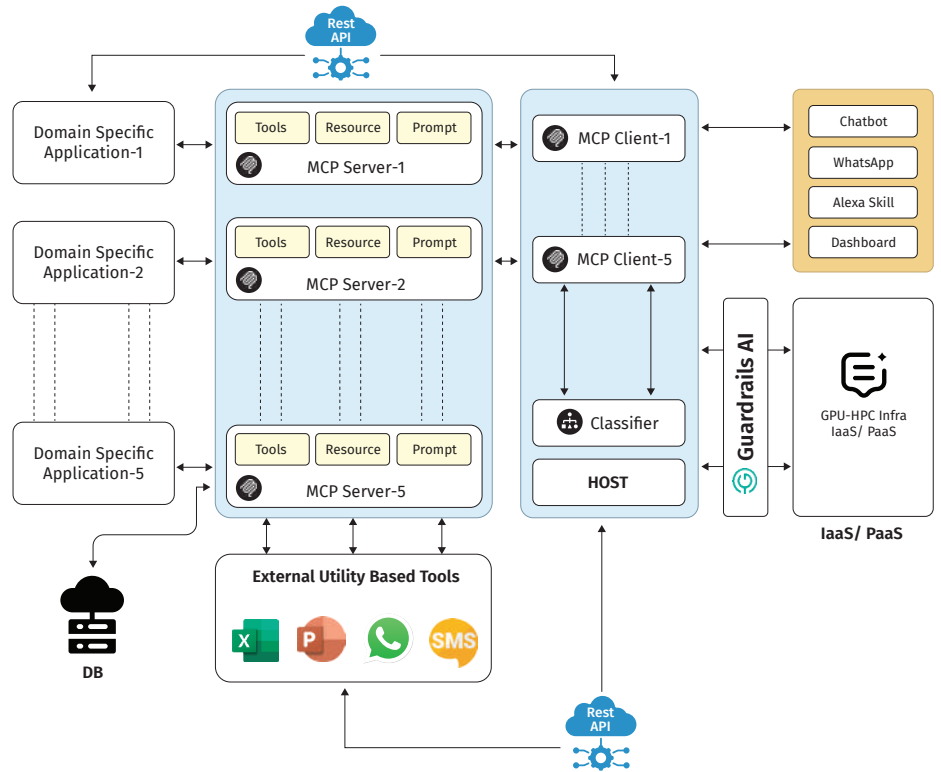 Rest
API
Domain Specific
Application-1
Tools
Resource
Prompt
MCP Server-1
MCP Client-1
Chatbot
WhatsApp
Alexa Skill
Dashboard
Domain Specific
Application-2
Tools
Resource
Prompt
MCP Server-2
MCP Client-5
Guardrails AI
GPU-HPC Infra
IaaS/ PaaS
IaaS/ PaaS
Classifier
HOST
Domain Specific
Application-5
Tools
Resource
Prompt
MCP Server-5
External Utility Based Tools
X
P
SMS
DB
Rest
API